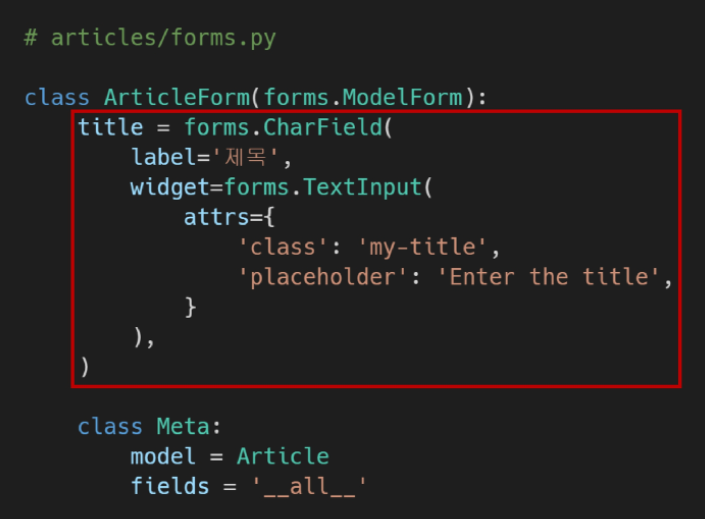 # articles/forms.py
class ArticleForm(forms.ModelForm):
    title = forms.CharField(
        label='제목',
        widget=forms.TextInput(
            attrs={
                'class': 'my-title',
                'placeholder': 'Enter the title',
            }
        ),
    )
    class Meta:
        model = Article
        fields = '__all__'